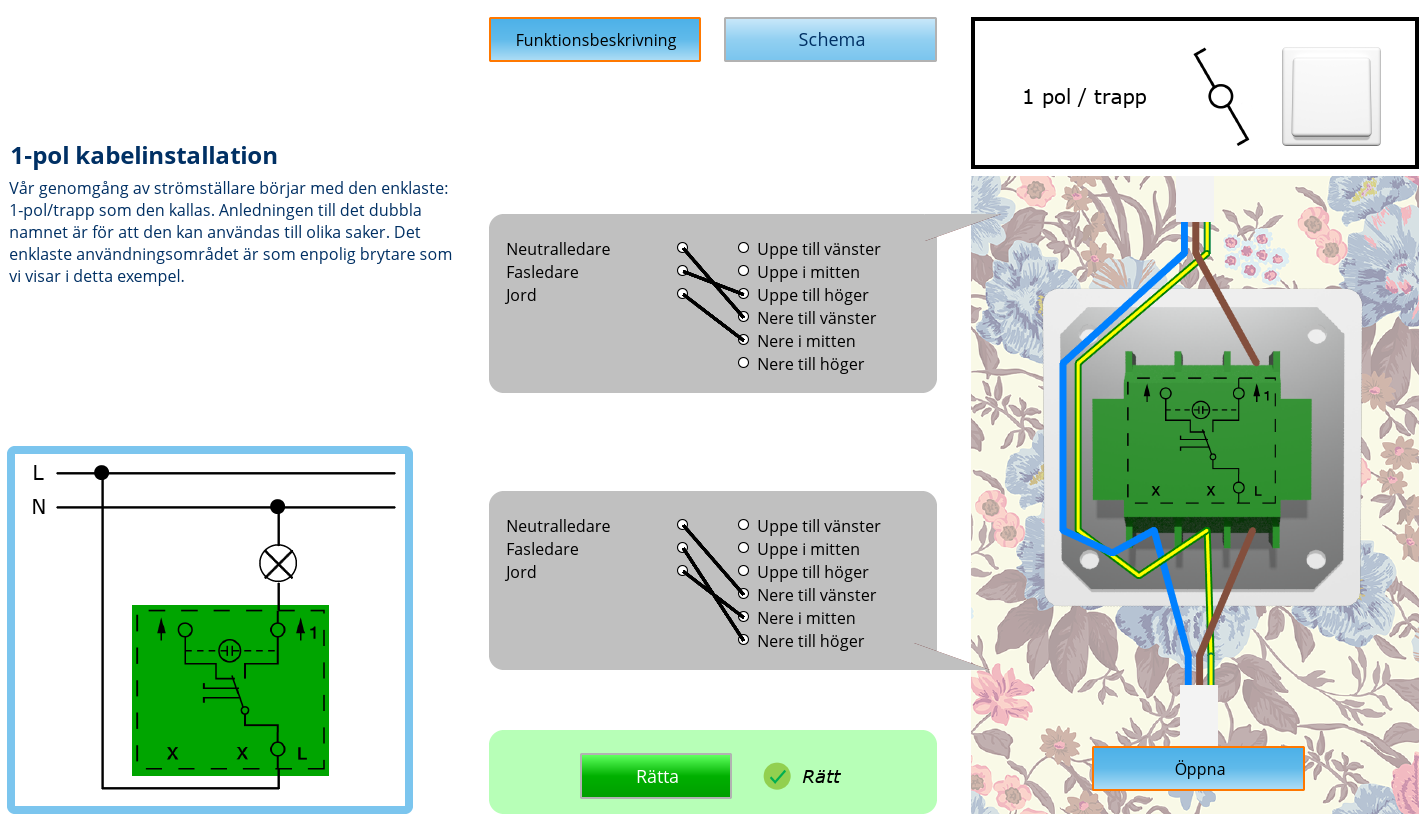 Funktionsbeskrivning
Schema
1 pol / trapp
1-pol kabelinstallation
Vår genomgång av strömställare börjar med den enklaste:
1-pol/trapp som den kallas. Anledningen till det dubbla
namnet är för att den kan användas till olika saker. Det
enklaste användningsområdet är som enpolig brytare som
vi visar i detta exempel.
Neutralledare
Fasledare
Jord
Uppe till vänster
Uppe i mitten
Uppe till höger
Nere till vänster
Nere i mitten
Nere till höger
Neutralledare
Fasledare
Jord
Uppe till vänster
Uppe i mitten
Uppe till höger
Nere till vänster
Nere i mitten
Nere till höger
Rätta
Rätt
L
N
1
X X L
1
X X L
Öppna